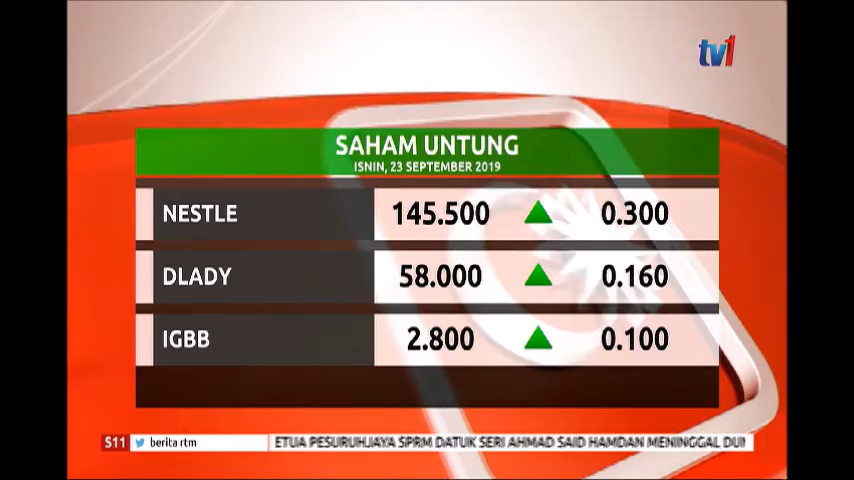 tv1
SAHAM UNTUNG
ISNIN, 23 SEPTEMBER 2019
NESTLE 145.500 ▲ 0.300
DLADY 58.000 ▲ 0.160
IGBB 2.800 ▲ 0.100
S11 berita rtm ETUA PESURUHJAYA SPRM DATUK SERI AHMAD SAID HAMDAN MENINGGAL DUN